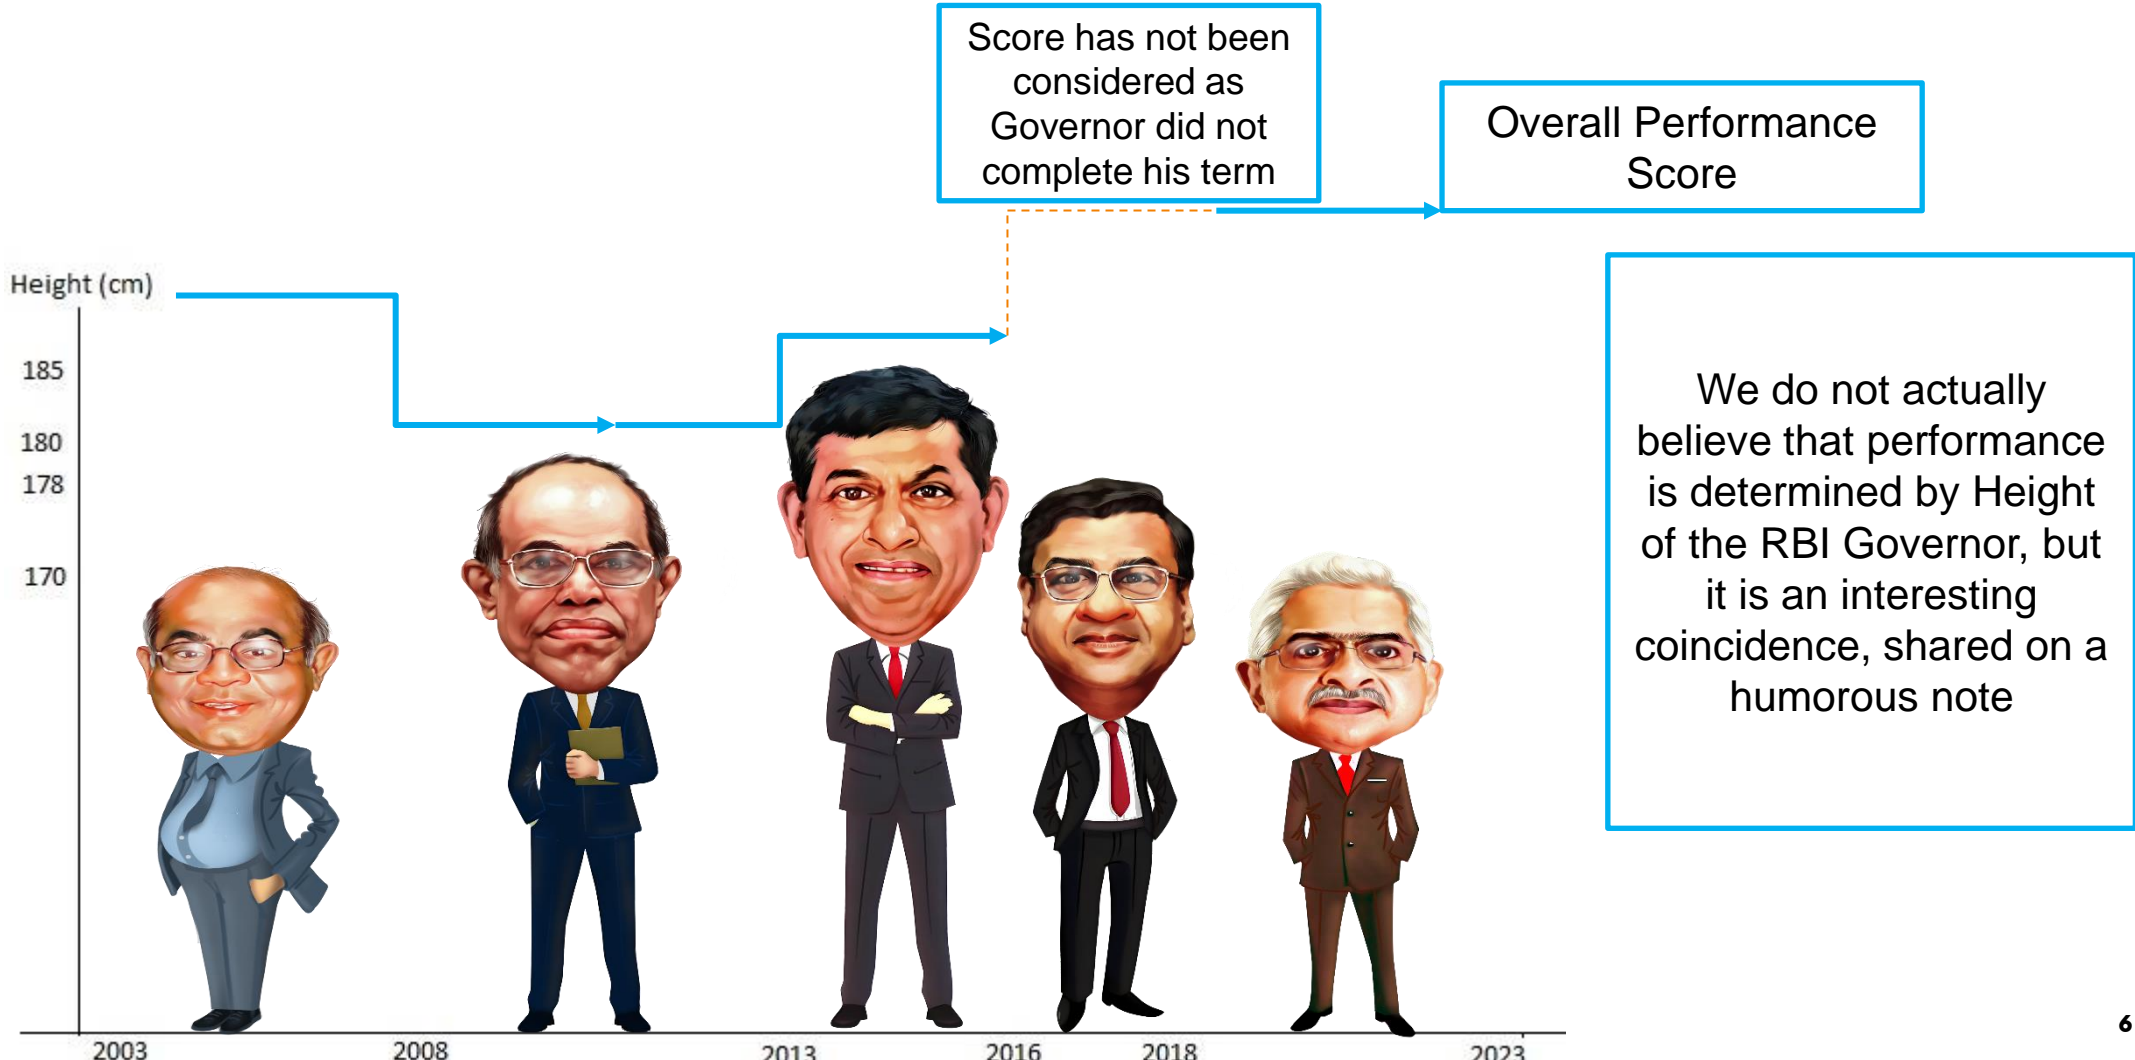 Score has not been
considered as
Governor did not
complete his term
Overall Performance
Score
Height (cm)
185
180
178
170
We do not actually
believe that performance
is determined by Height
of the RBI Governor, but
it is an interesting
coincidence, shared on a
humorous note
2003
2008
2013
2016
2018
2023
6